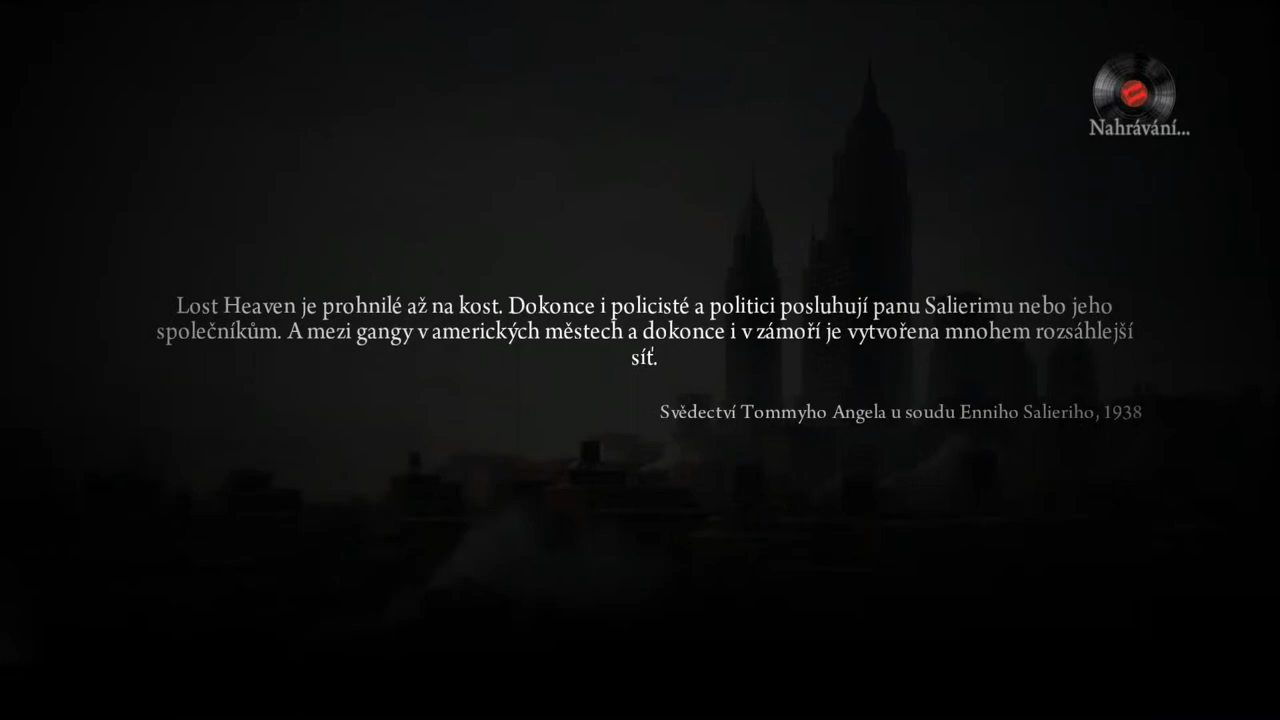 Nahrávání...
Lost Heaven je prohnilé až na kost. Dokonce i policisté a politici posluhují panu Salierimu nebo jeho
společníkům. A mezi gangy v amerických městech a dokonce i v zámoří je vytvořena mnohem rozsáhlejší
síť.
Svědectví Tommyho Angela u soudu Enniho Salieriho, 1938